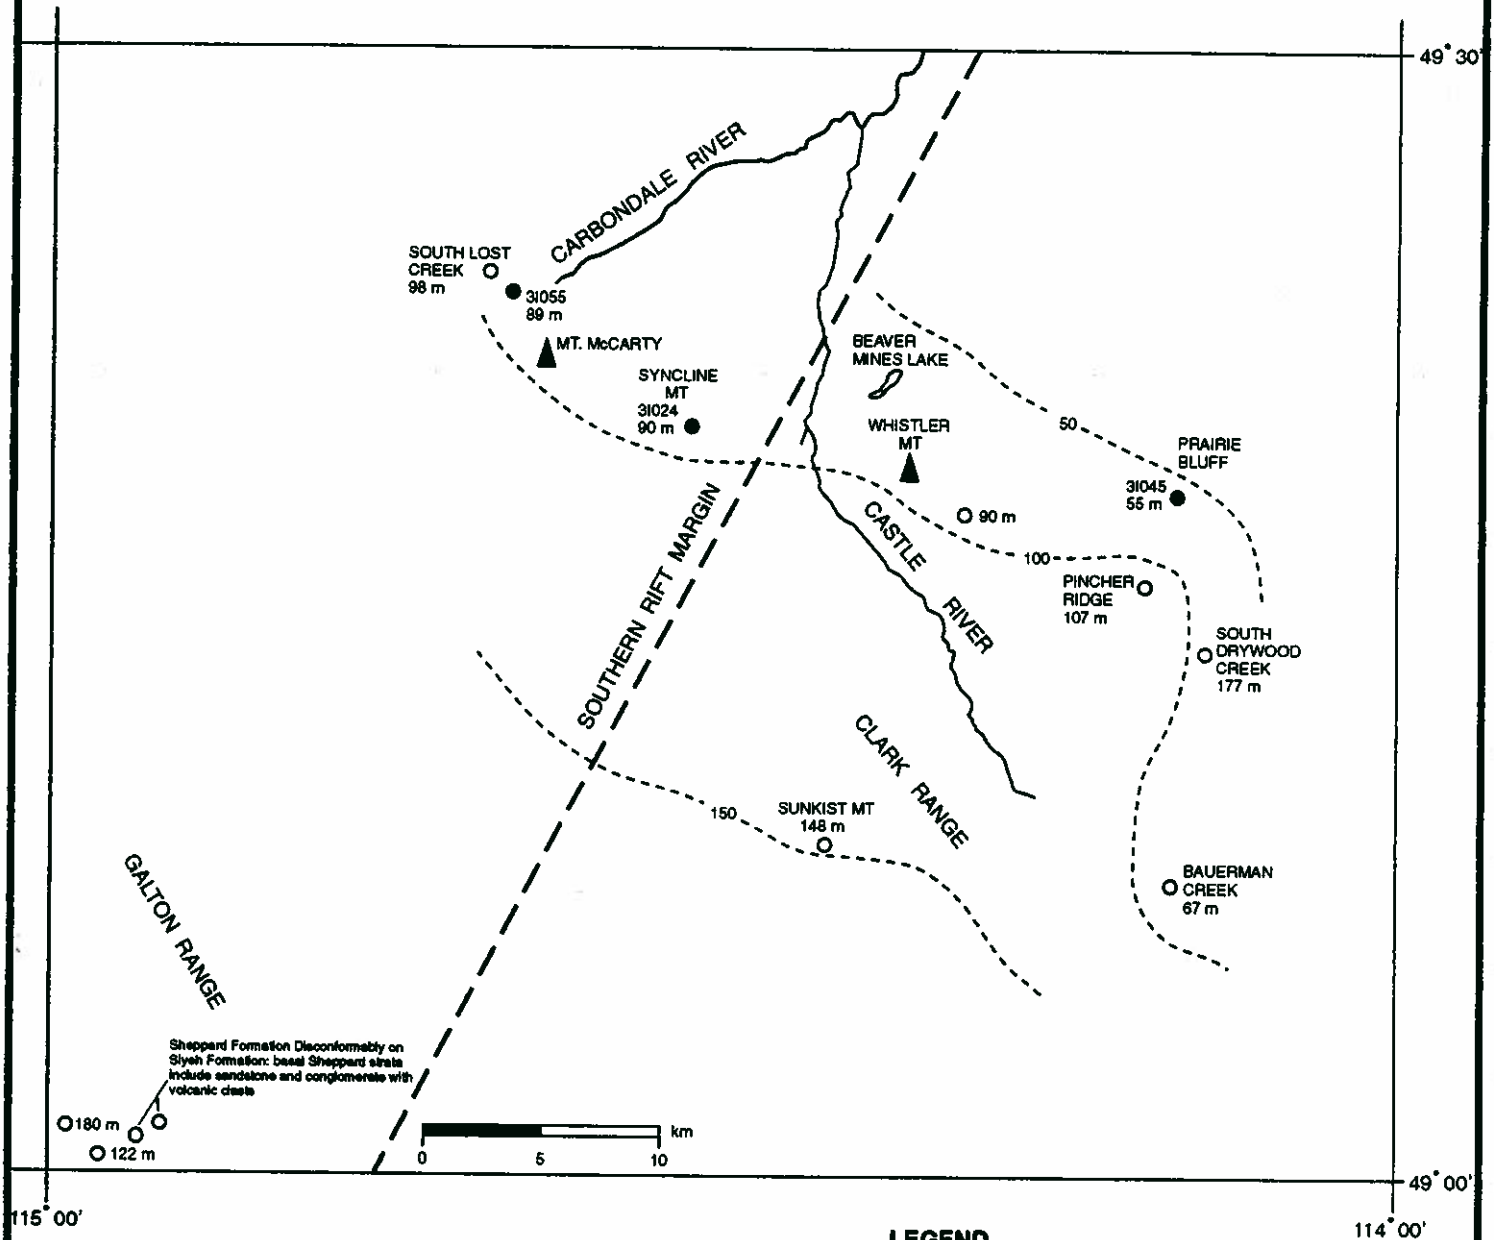 49° 30'
CARBONDALE RIVER
SOUTH LOST
CREEK
98 m
31055
89 m
MT. McCARTY
SYNCLINE
MT
31024
90 m
BEAVER
MINES LAKE
WHISTLER
MT
50
PRAIRIE
BLUFF
31045
55 m
90 m
CASTLE
RIVER
100
PINCHER
RIDGE
107 m
SOUTH
DRYWOOD
CREEK
177 m
SOUTHERN RIFT MARGIN
CLARK RANGE
150
SUNKIST MT
148 m
BAUERMAN
CREEK
67 m
GALTON RANGE
Sheppard Formation Disconformably on
Siyeh Formation: basal Sheppard strata
include sandstone and conglomerate with
volcanic clasts
180 m
122 m
km
0 5 10
49° 00'
115° 00'
114° 00'
LEGEND